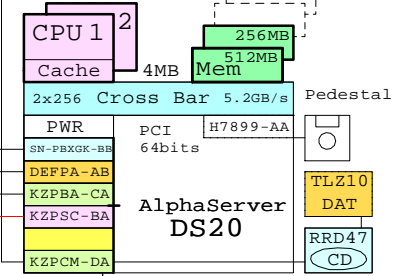 CPU 1
2
Cache
4MB
256MB
512MB
Mem
2x256 Cross Bar 5.2GB/s
Pedestal
PWR
PCI
64bits
H7899-AA
SN-PBXGK-BB
DEFPA-AB
KZPBA-CA
KZPSC-BA
KZPCM-DA
AlphaServer
DS20
TLZ10
DAT
RRD47
CD